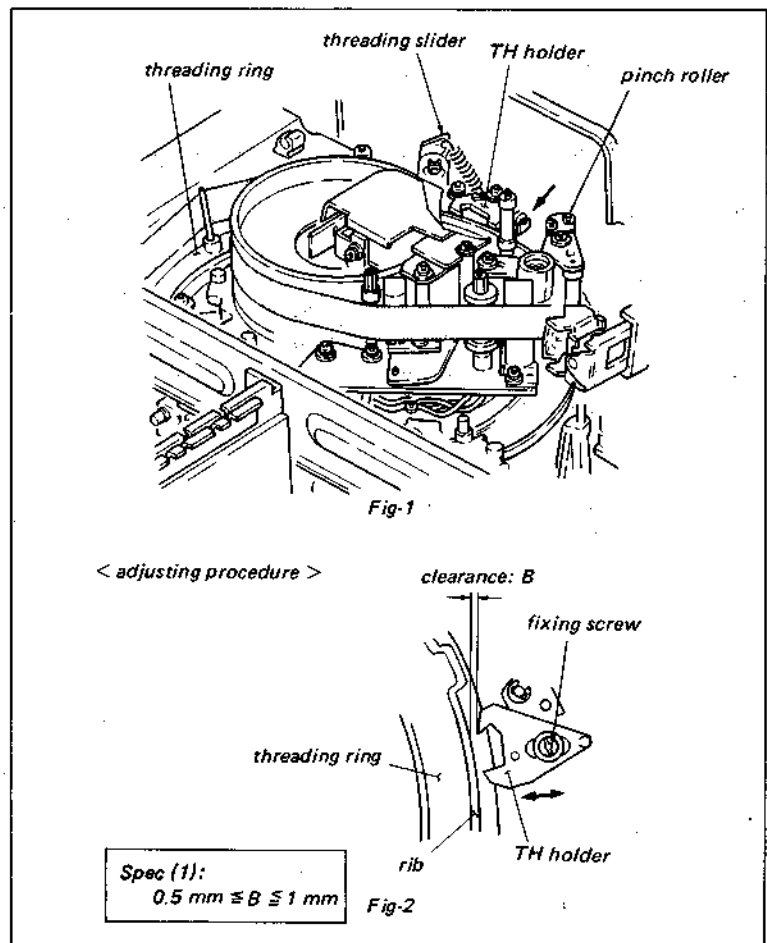 threading slider
TH holder
threading ring
pinch roller
Fig-1
< adjusting procedure >
clearance: B
fixing screw
threading ring
rib
TH holder
Spec (1):
0.5 mm ≦ B ≦ 1 mm
Fig-2